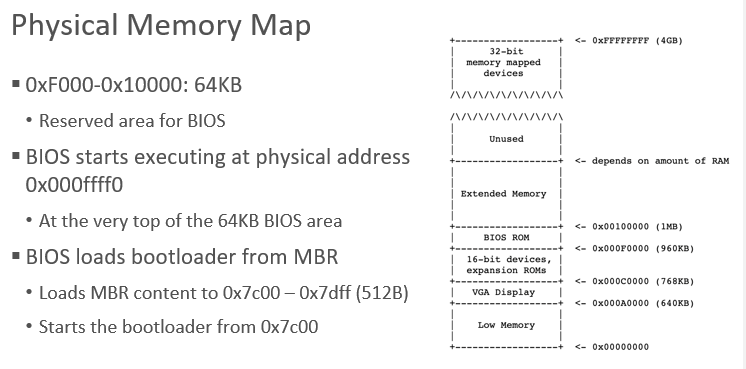 Physical Memory Map
▪ 0xF000-0x10000: 64KB
• Reserved area for BIOS
▪ BIOS starts executing at physical address
0x000ffff0
• At the very top of the 64KB BIOS area
▪ BIOS loads bootloader from MBR
• Loads MBR content to 0x7c00 – 0x7dff (512B)
• Starts the bootloader from 0x7c00
+------------------+ <- 0xFFFFFFFF (4GB)
| 32-bit |
| memory mapped |
| devices |
| |
/\/\/\/\/\/\/\/\/\/\
/\/\/\/\/\/\/\/\/\/\
| |
| Unused |
| |
+------------------+ <- depends on amount of RAM
| |
| |
| Extended Memory |
| |
| |
+------------------+ <- 0x00100000 (1MB)
| BIOS ROM |
+------------------+ <- 0x000F0000 (960KB)
| 16-bit devices, |
| expansion ROMs |
+------------------+ <- 0x000C0000 (768KB)
| VGA Display |
+------------------+ <- 0x000A0000 (640KB)
| |
| Low Memory |
| |
+------------------+ <- 0x00000000